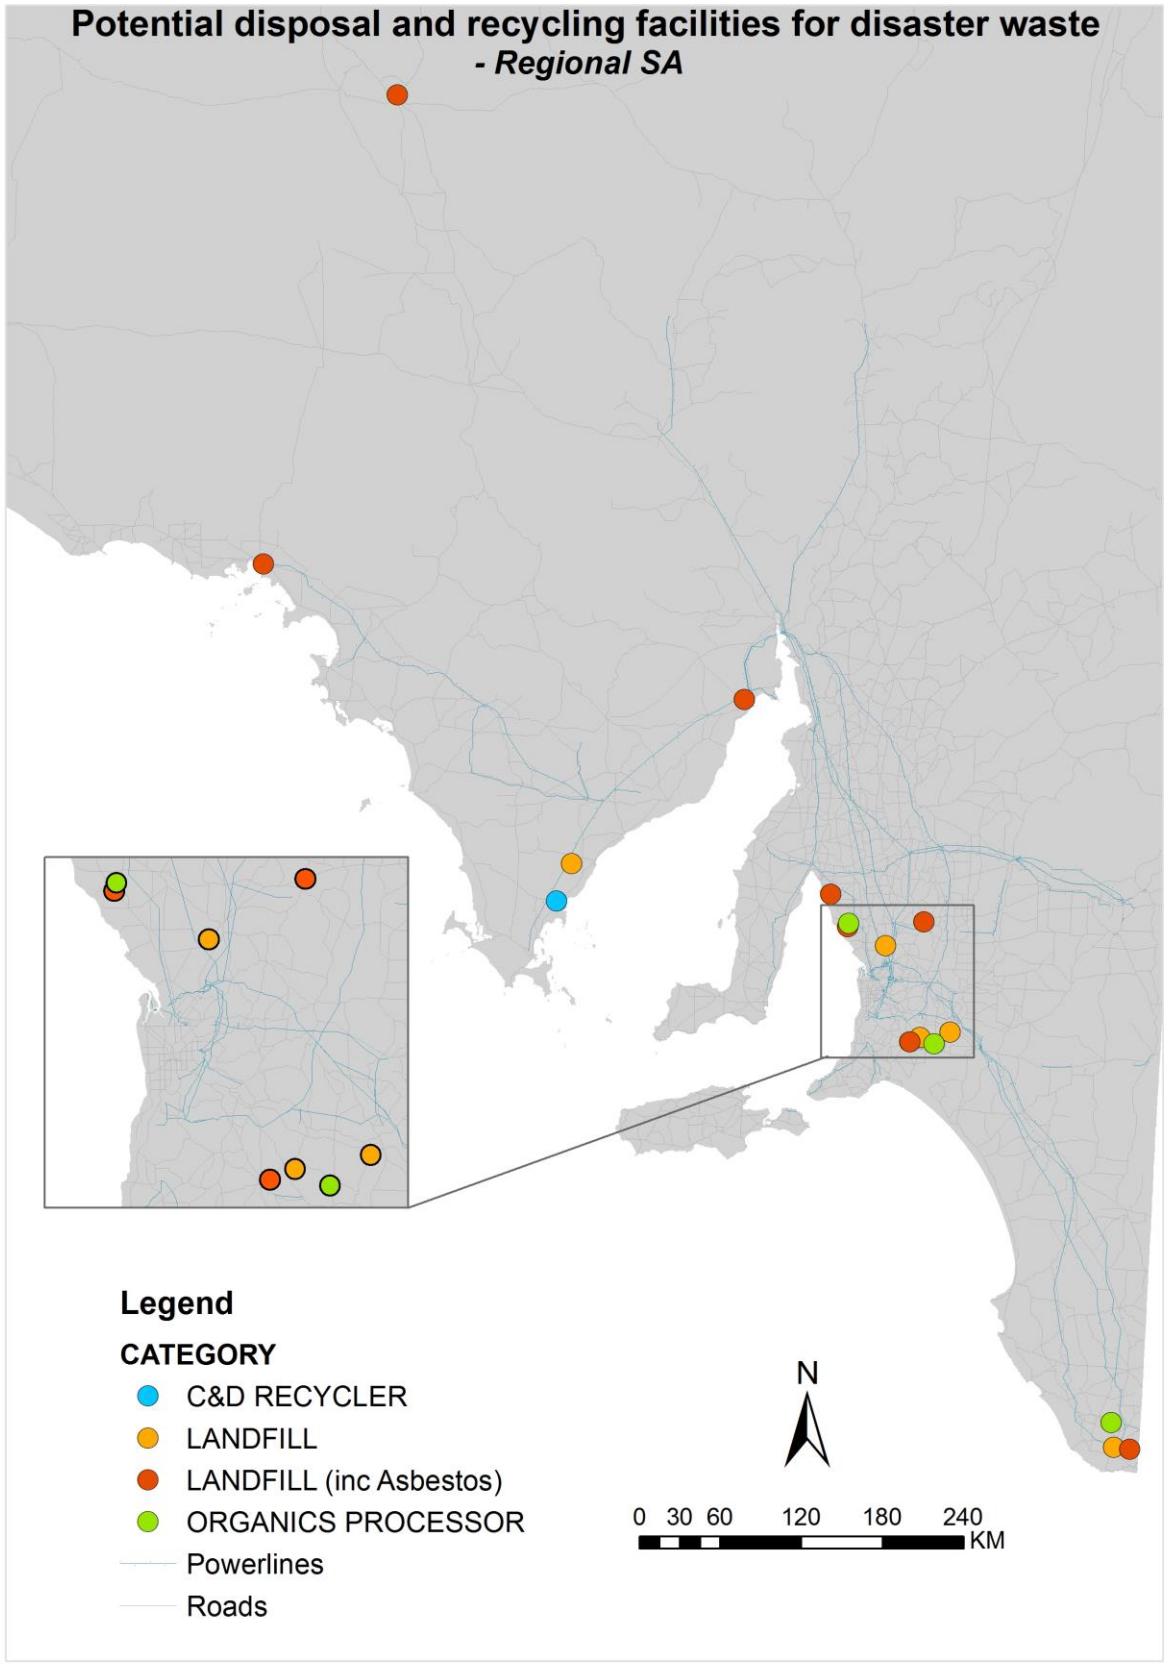 Potential disposal and recycling facilities for disaster waste
- Regional SA
Legend
CATEGORY
C&D RECYCLER
LANDFILL
LANDFILL (inc Asbestos)
ORGANICS PROCESSOR
Powerlines
Roads
N
0 30 60 120 180 240
KM